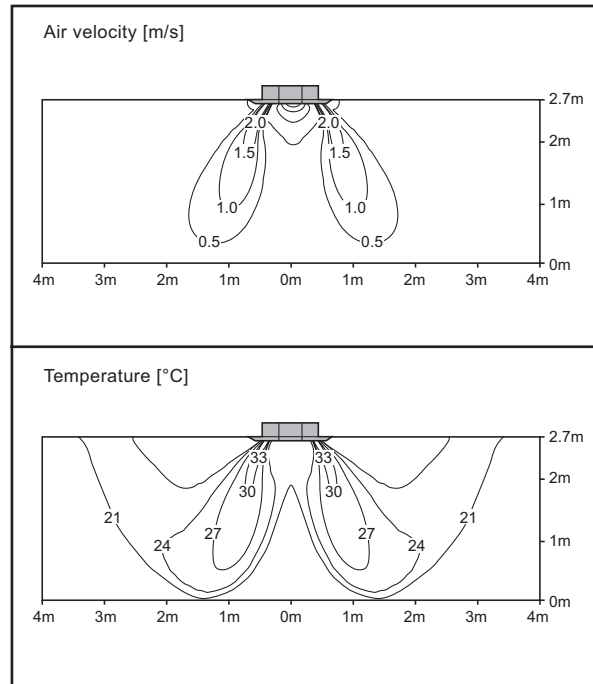 Air velocity [m/s]
2.7m
2.0 2.0
2m
1.5 1.5
1.0 1.0
1m
0.5 0.5
0m
4m 3m 2m 1m 0m 1m 2m 3m 4m
Temperature [°C]
2.7m
33 33
2m
30 30
21 21
27 27
24 24
1m
0m
4m 3m 2m 1m 0m 1m 2m 3m 4m